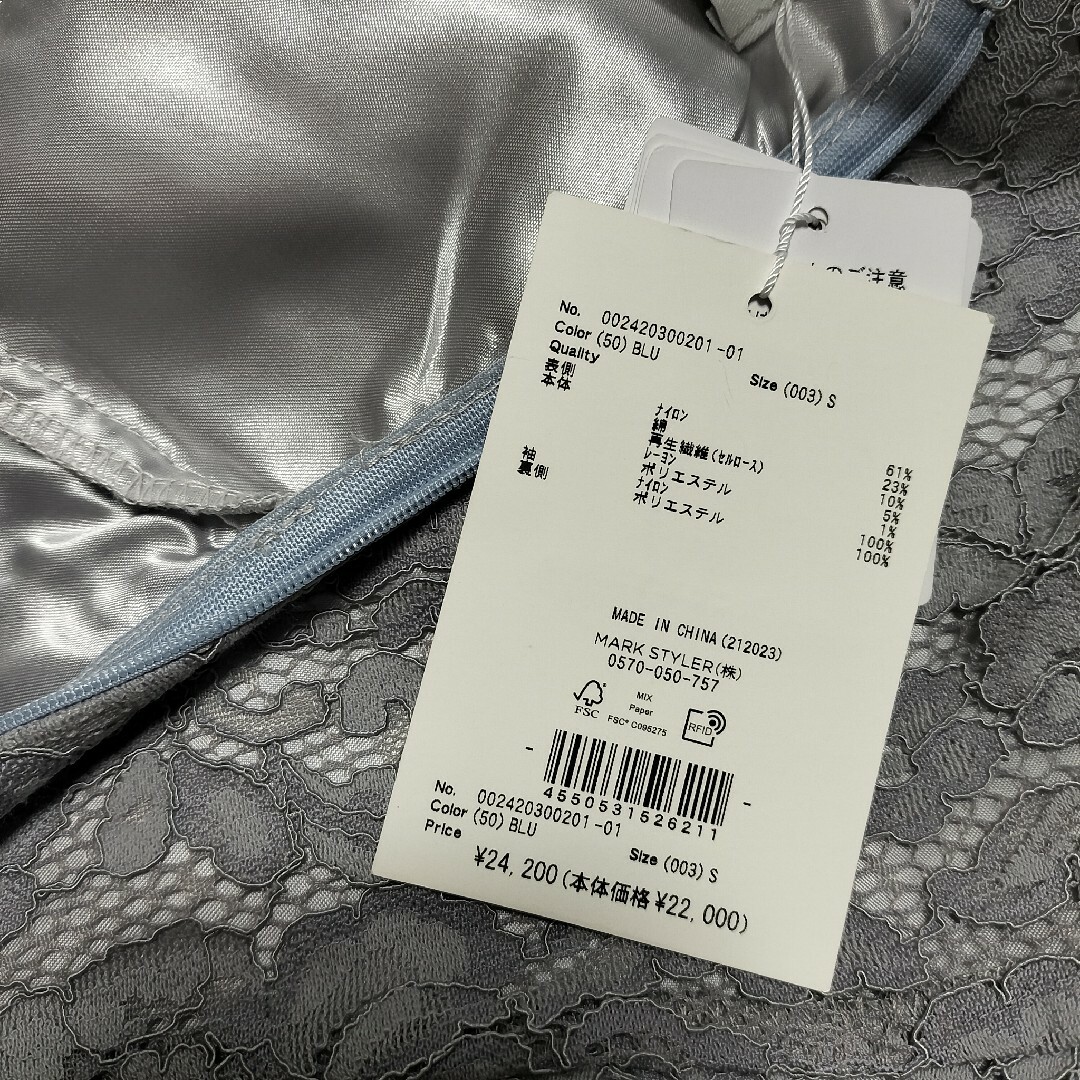 のご注意
No. 002420300201-01
Color (50) BLU
Size (003) S
Quality
表側
本体
ナイロン 61%
綿 23%
再生繊維(セルロース) 10%
レーヨン 5%
ポリエステル 1%
袖 ナイロン 100%
裏側 ポリエステル 100%
MADE IN CHINA (212023)
MARK STYLER(株)
0570-050-757
FSC
MIX
Paper
FSC® C095275
RFID
4550531526211
No. 002420300201-01
Color (50) BLU
Size (003) S
Price
¥24,200(本体価格 ¥22,000)